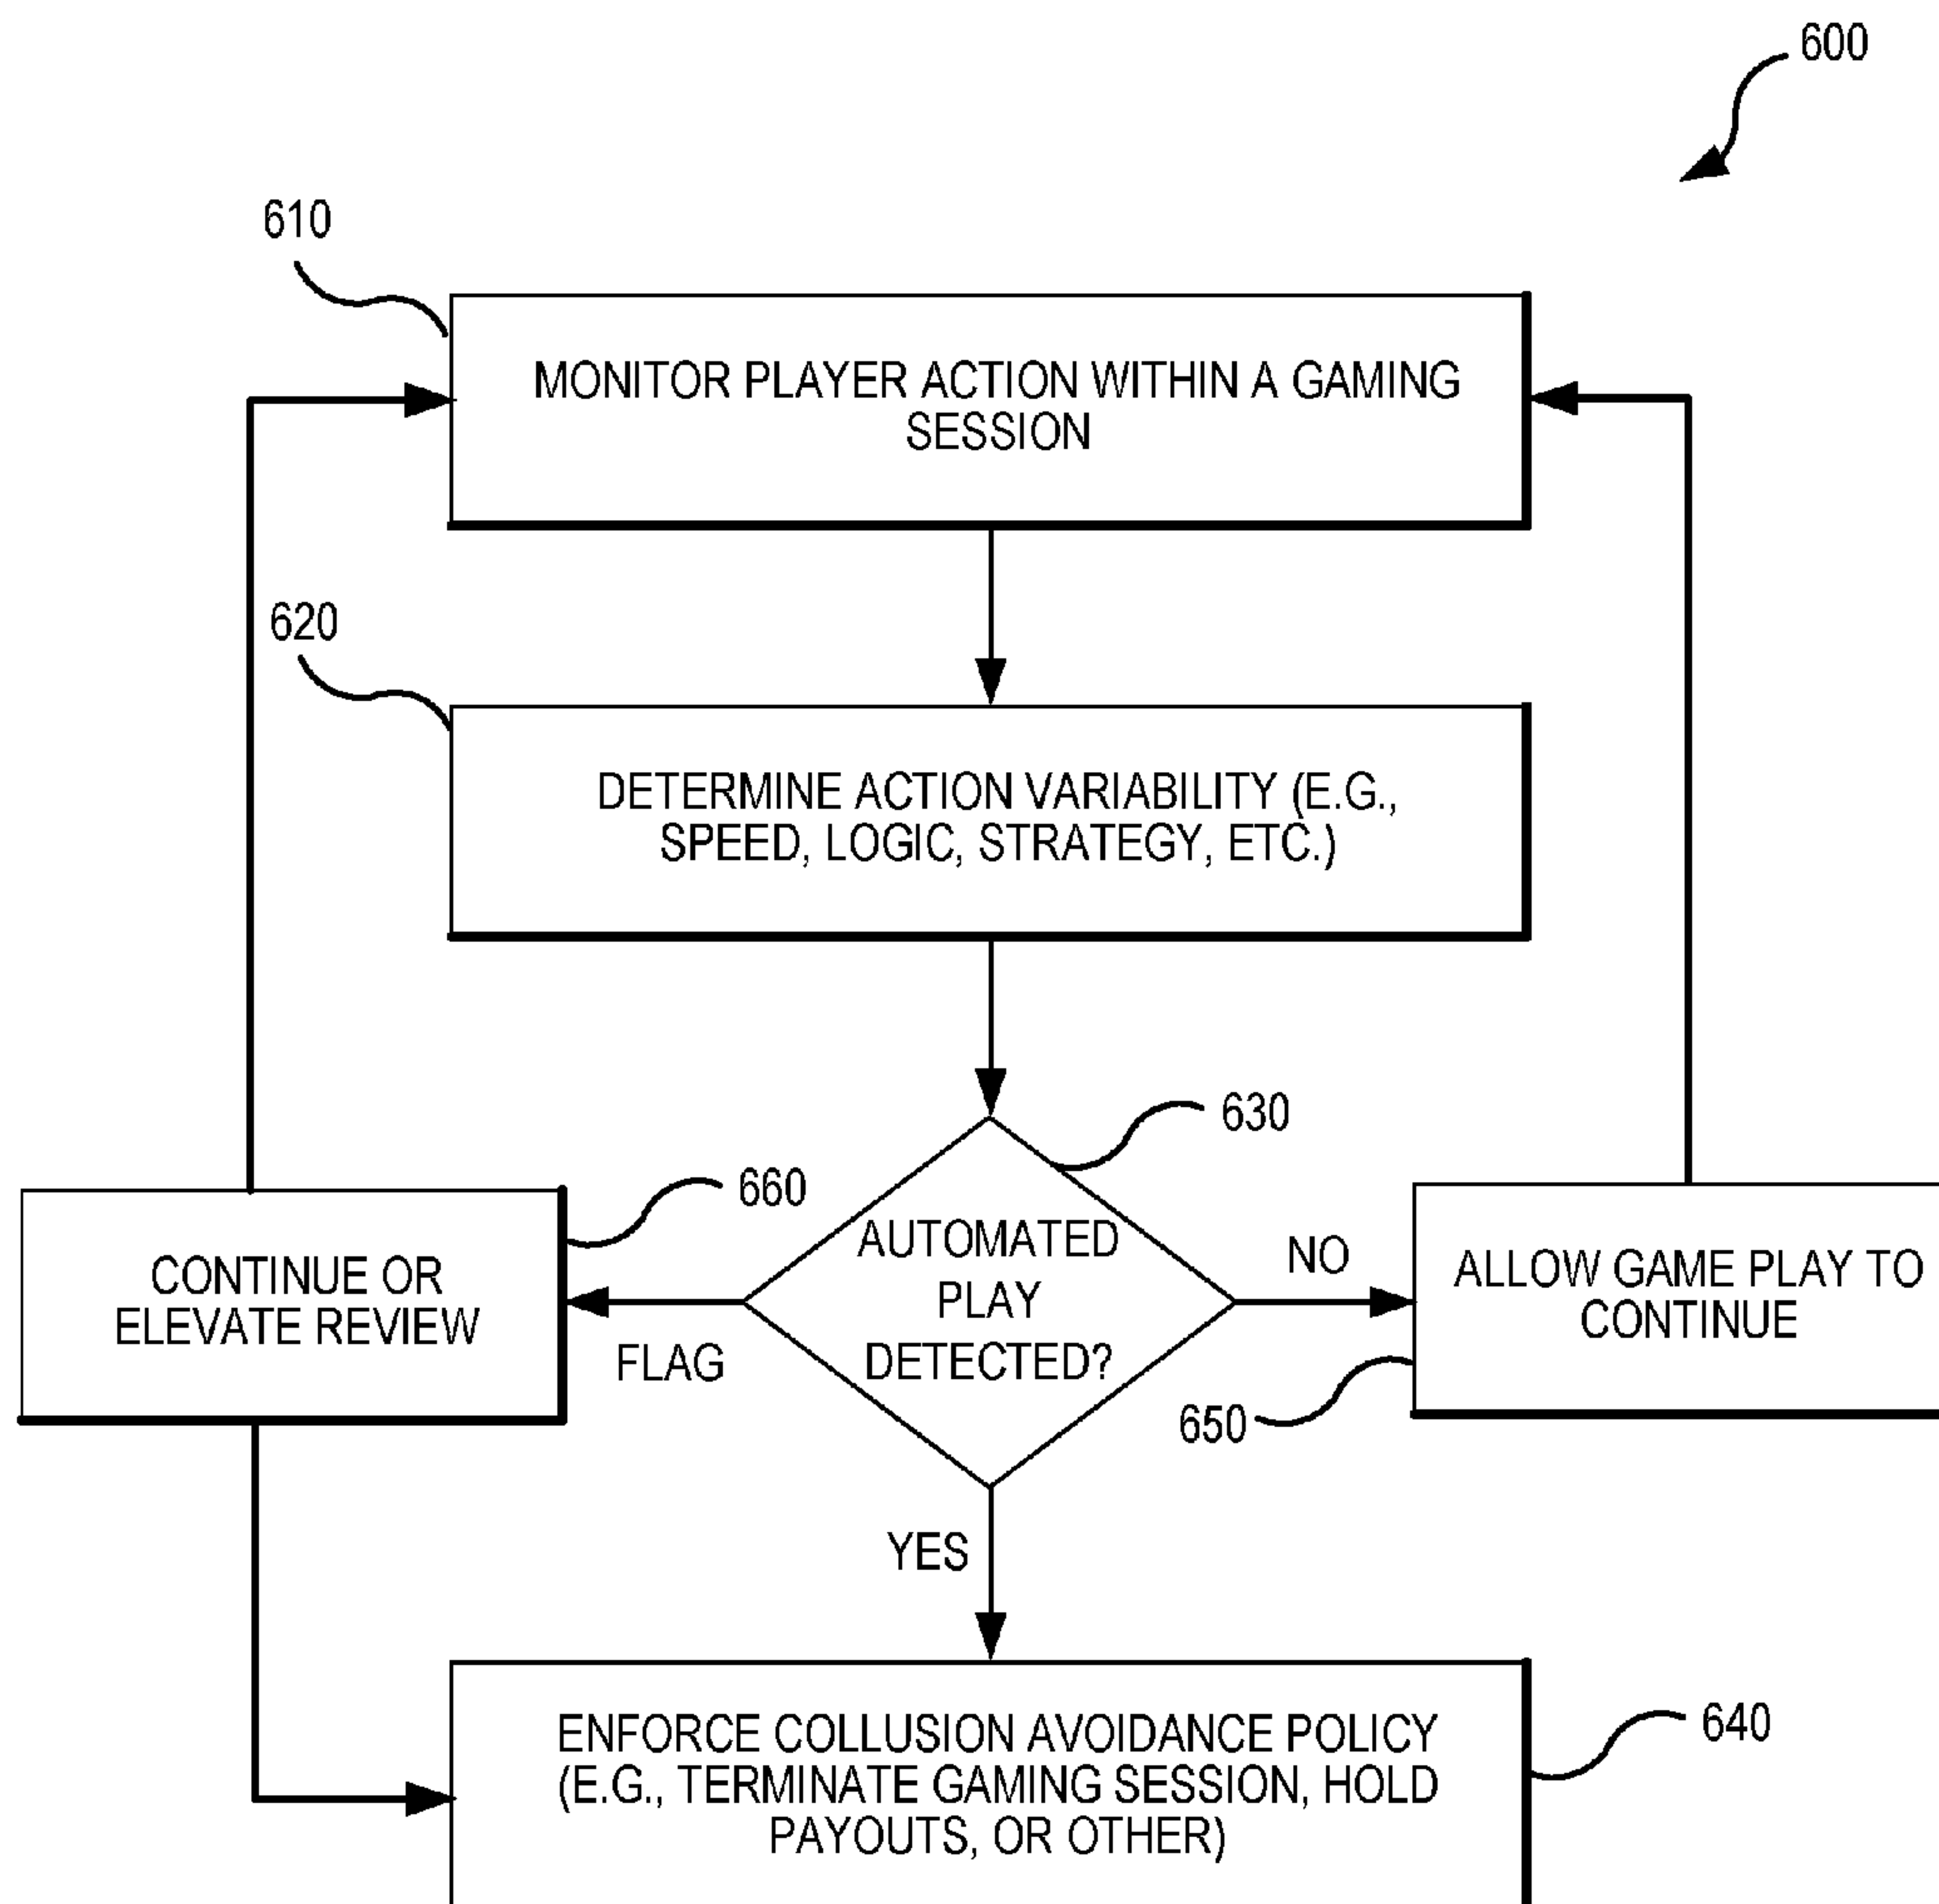 600
610
MONITOR PLAYER ACTION WITHIN A GAMING
SESSION
620
DETERMINE ACTION VARIABILITY (E.G.,
SPEED, LOGIC, STRATEGY, ETC.)
630
660
AUTOMATED
PLAY
DETECTED?
CONTINUE OR
ELEVATE REVIEW
FLAG
NO
ALLOW GAME PLAY TO
CONTINUE
650
YES
ENFORCE COLLUSION AVOIDANCE POLICY
(E.G., TERMINATE GAMING SESSION, HOLD
PAYOUTS, OR OTHER)
640